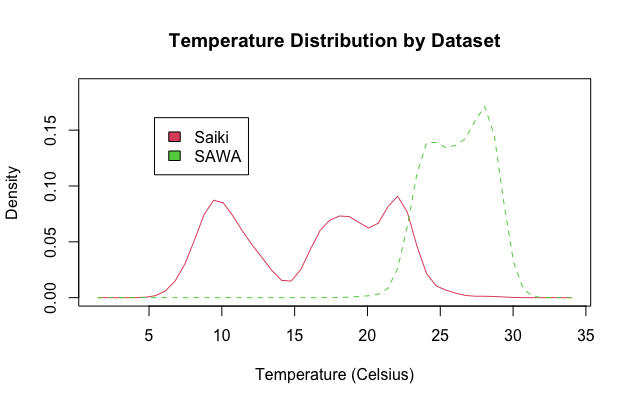 Temperature Distribution by Dataset
Saiki
SAWA
0.15
0.10
0.05
0.00
Density
5 10 15 20 25 30 35
Temperature (Celsius)